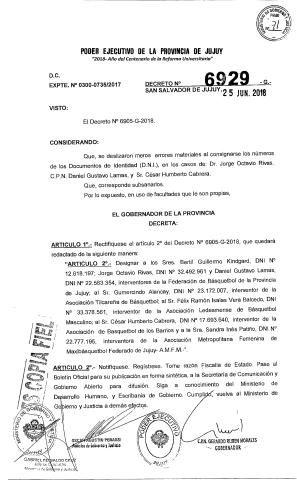 PODER EJECUTIVO DE LA PROVINCIA DE JUJUY
"2018- Año del Centenario de la Reforma Universitaria"
D.C.
EXPTE. Nº 0300-0735/2017
DECRETO Nº 6929 -G.-
SAN SALVADOR DE JUJUY, 25 JUN. 2018
VISTO:
El Decreto Nº 6905-G-2018.
CONSIDERANDO:
Que, se deslizaron meros errores materiales al consignarse los números
de los Documentos de Identidad (D.N.I.), en los casos de: Dr. Jorge Octavio Rivas.
C.P.N. Daniel Gustavo Lamas, y Sr. César Humberto Cabrera.
Que, corresponde subsanarlos.
Por lo expuesto, en uso de facultades que le son propias,
EL GOBERNADOR DE LA PROVINCIA
DECRETA:
ARTICULO 1º.- Rectifíquese el artículo 2º del Decreto Nº 6905-G-2018, que quedará
redactado de la siguiente manera:
"ARTICULO 2º.- Designar a los Sres. Bertil Guillermo Kindgard, DNI Nº
12.618.197; Jorge Octavio Rivas, DNI Nº 32.492.961 y Daniel Gustavo Lamas,
DNI Nº 22.583.354, interventores de la Federación de Básquetbol de la Provincia
de Jujuy; al Sr. Gumercindo Alancay, DNI Nº 23.172.007, interventor de la
Asociación Tilcareña de Básquetbol; al Sr. Félix Ramón Isaías Vera Balcedo, DNI
Nº 33.378.561, interventor de la Asociación Ledesmense de Básquetbol
Masculino; al Sr. César Humberto Cabrera, DNI Nº 17.093.640, interventor de la
Asociación de Basquetbol de los Barrios y a la Sra. Sandra Inés Patiño, DNI Nº
22.777.195, interventora de la Asociación Metropolitana Femenina de
Maxibásquetbol Federado de Jujuy- A.M.F.M.-".
ARTICULO 2º.- Notifíquese. Regístrese. Tome razón Fiscalía de Estado. Pase al
Boletín Oficial para su publicación en forma sintética, a la Secretaría de Comunicación y
Gobierno Abierto para difusión. Siga a conocimiento del Ministerio de
Desarrollo Humano, y Escribanía de Gobierno. Cumplido, vuelva al Ministerio de
Gobierno y Justicia a demás efectos.
ES COPIA FIEL
AGUSTIN PERASSI
Ministro de Gobierno y Justicia
C.P.N. GERARDO RUBEN MORALES
GOBERNADOR
GABRIEL REGINALDO CRUZ